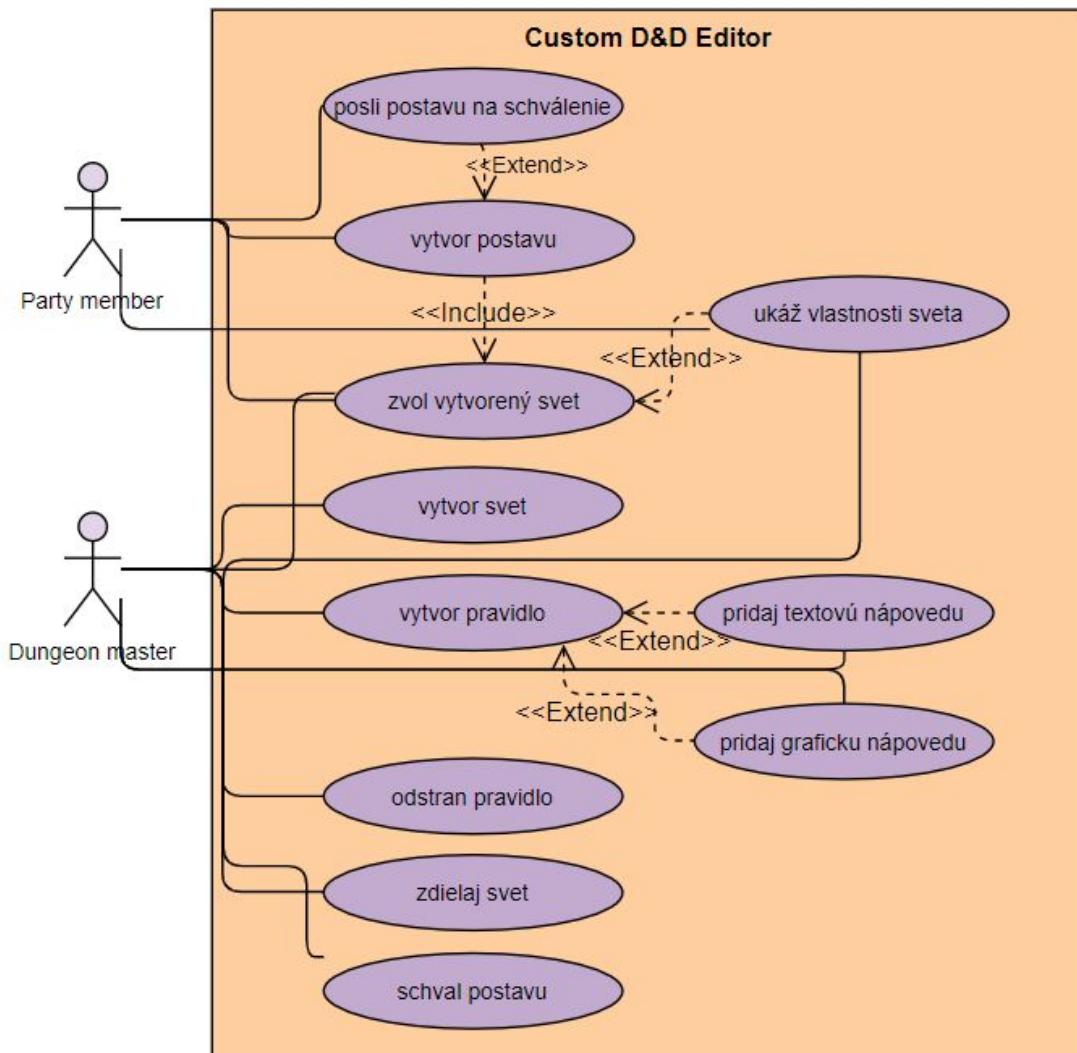 Custom D&D Editor
posli postavu na schválenie
<<Extend>>
vytvor postavu
Party member
<<Include>>
ukáž vlastnosti sveta
<<Extend>>
zvol vytvorený svet
vytvor svet
Dungeon master
vytvor pravidlo
pridaj textovú nápovedu
<<Extend>>
<<Extend>>
pridaj graficku nápovedu
odstran pravidlo
zdielaj svet
schval postavu